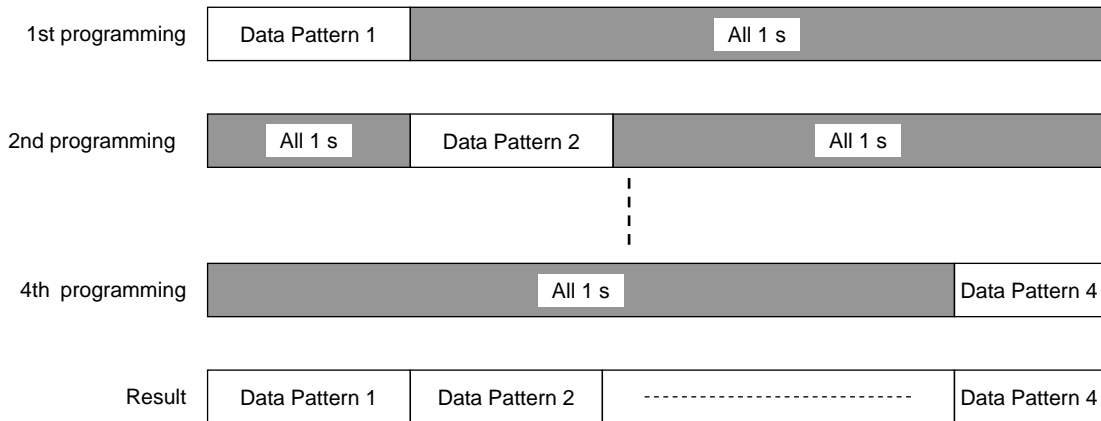 1st programming Data Pattern 1 All 1 s
2nd programming All 1 s Data Pattern 2 All 1 s
4th programming All 1 s Data Pattern 4
Result Data Pattern 1 Data Pattern 2 Data Pattern 4